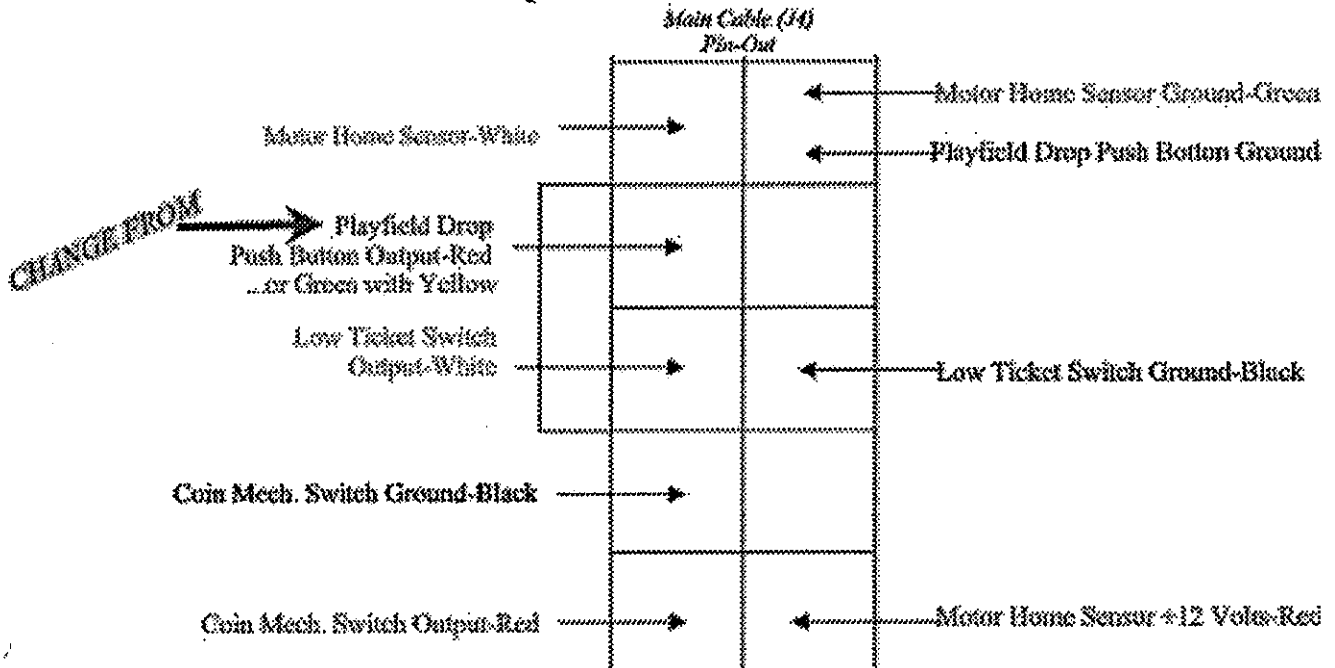 Main Cable (J4)
Pin-Out
Motor Home Sensor Ground-Green
Motor Home Sensor-White
Playfield Drop Push Botton Ground
CHANGE FROM
Playfield Drop
Push Button Output-Red
...or Green with Yellow
Low Ticket Switch
Output-White
Low Ticket Switch Ground-Black
Coin Mech. Switch Ground-Black
Coin Mech. Switch Output-Red
Motor Home Sensor +12 Volts-Red